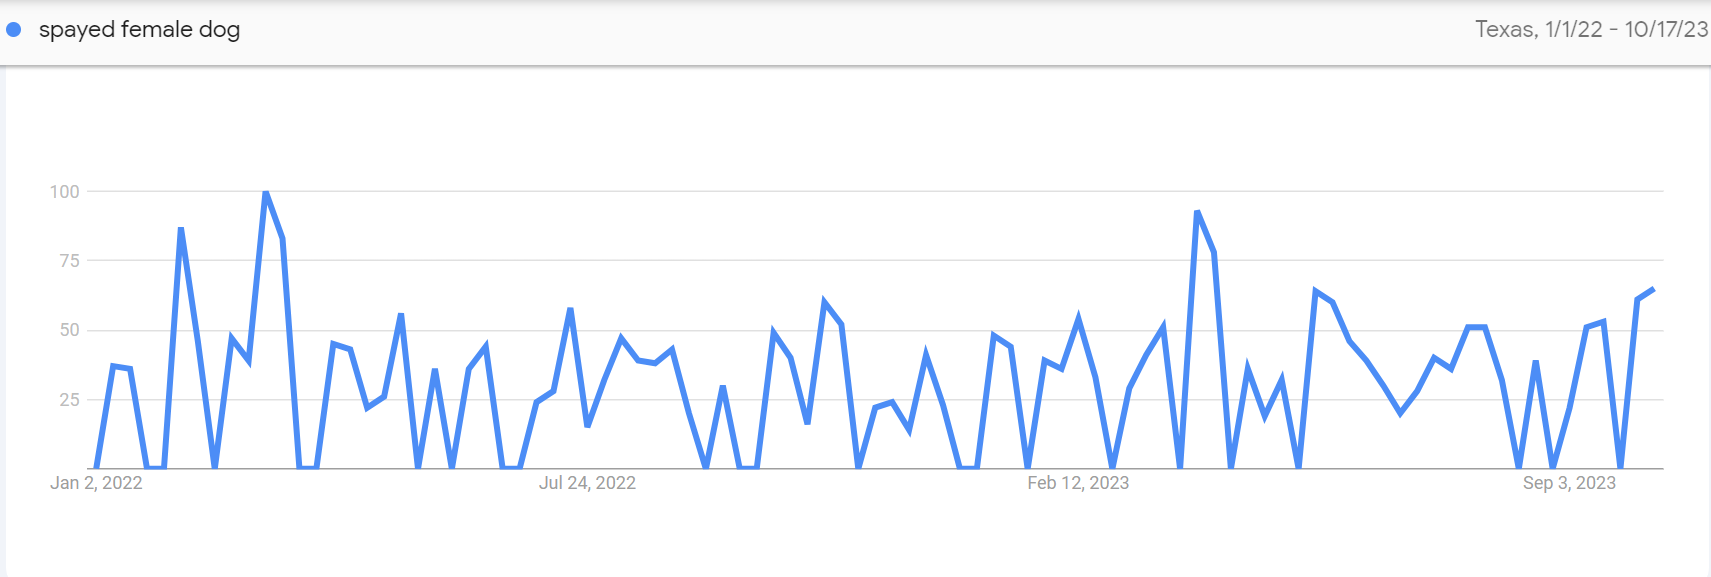 spayed female dog
Texas, 1/1/22 - 10/17/23
100
75
50
25
Jan 2, 2022
Jul 24, 2022
Feb 12, 2023
Sep 3, 2023